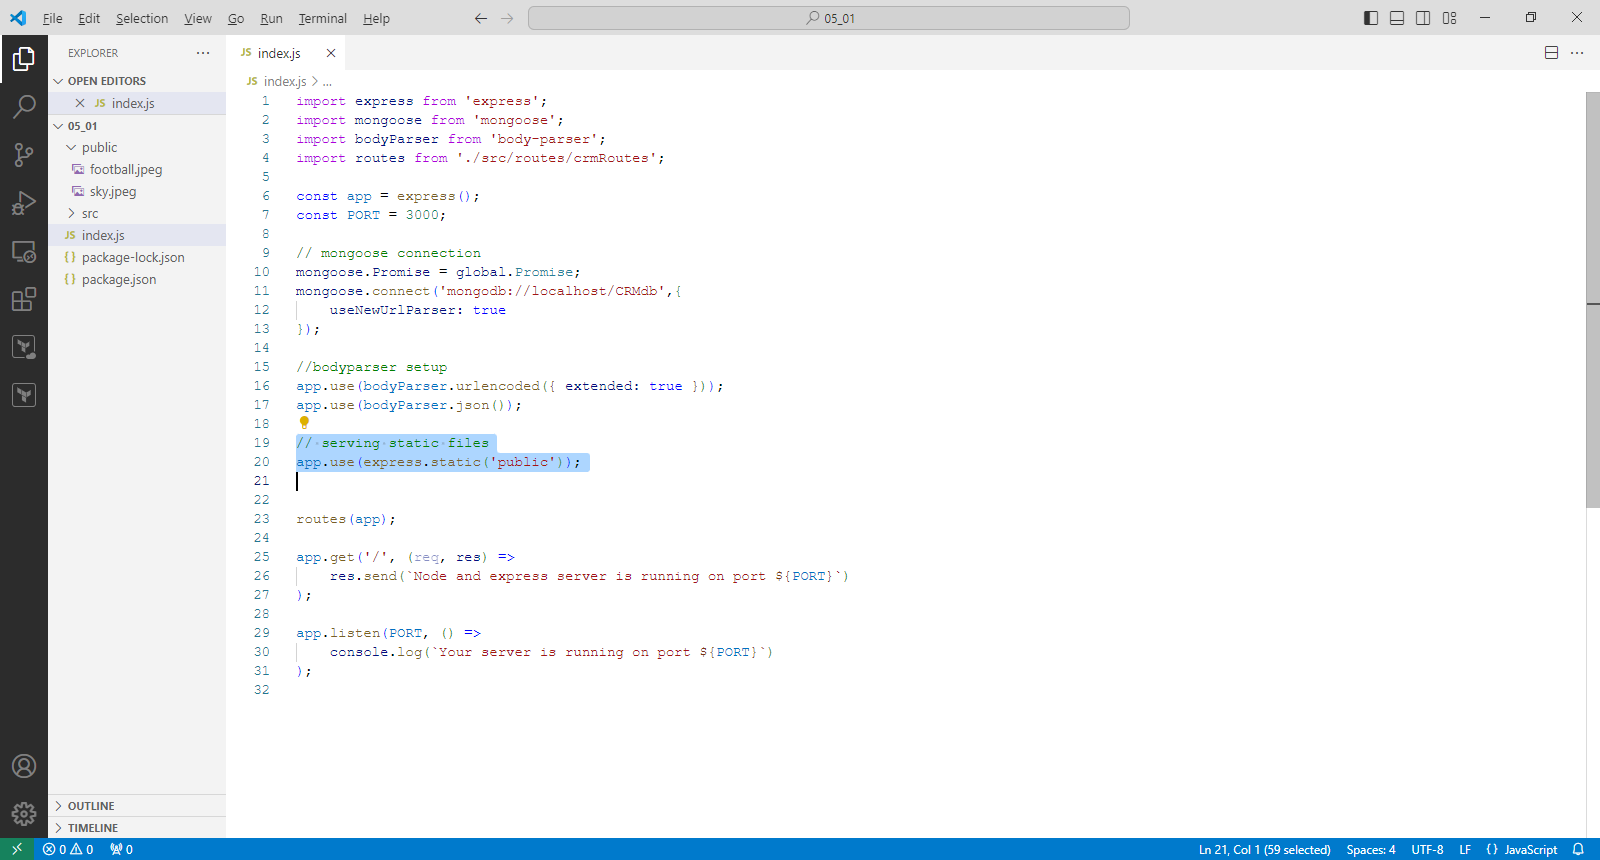 File Edit Selection View Go Run Terminal Help
05_01
EXPLORER
OPEN EDITORS
JS index.js
05_01
public
football.jpeg
sky.jpeg
src
JS index.js
{} package-lock.json
{} package.json
OUTLINE
TIMELINE
JS index.js
JS index.js > ...
1 import express from 'express';
2 import mongoose from 'mongoose';
3 import bodyParser from 'body-parser';
4 import routes from './src/routes/crmRoutes';
5
6 const app = express();
7 const PORT = 3000;
8
9 // mongoose connection
10 mongoose.Promise = global.Promise;
11 mongoose.connect('mongodb://localhost/CRMdb',{
12 useNewUrlParser: true
13 });
14
15 //bodyparser setup
16 app.use(bodyParser.urlencoded({ extended: true }));
17 app.use(bodyParser.json());
18
19 // serving static files
20 app.use(express.static('public'));
21
22
23 routes(app);
24
25 app.get('/', (req, res) =>
26 res.send(`Node and express server is running on port ${PORT}`)
27 );
28
29 app.listen(PORT, () =>
30 console.log(`Your server is running on port ${PORT}`)
31 );
32
0 0 0
Ln 21, Col 1 (59 selected) Spaces: 4 UTF-8 LF {} JavaScript